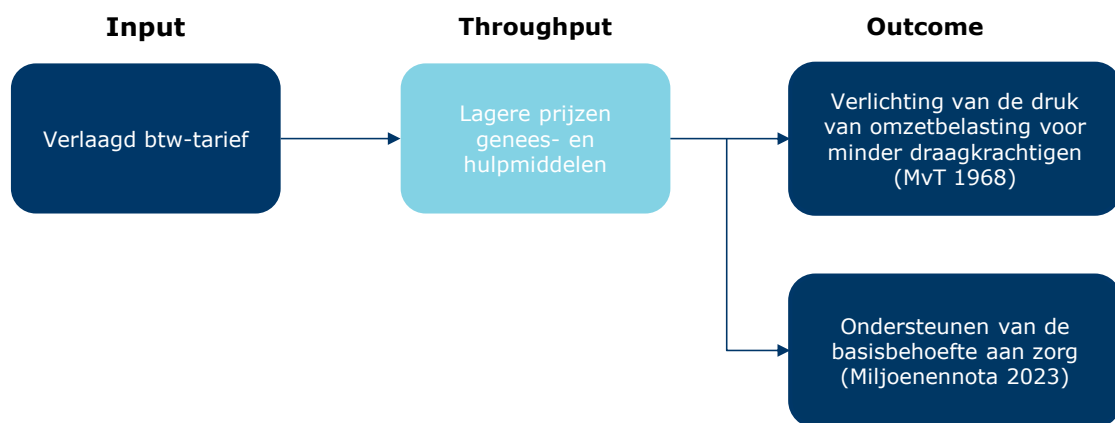 Input
Throughput
Outcome
Verlaagd btw-tarief
Lagere prijzen
genees- en
hulpmiddelen
Verlichting van de druk
van omzetbelasting voor
minder draagkrachtigen
(MvT 1968)
Ondersteunen van de
basisbehoefte aan zorg
(Miljoenennota 2023)